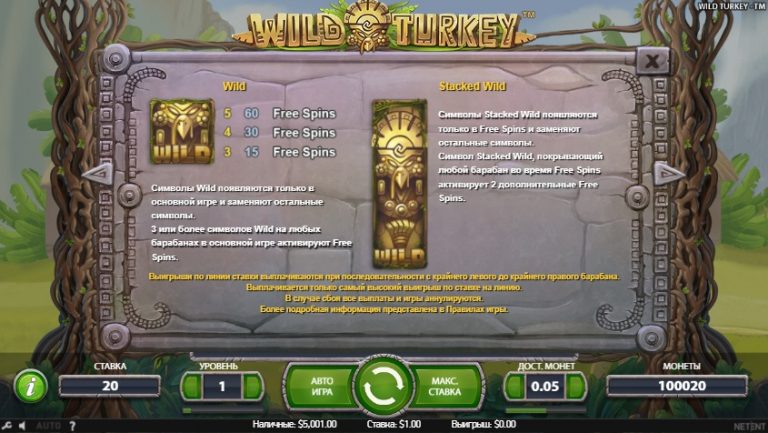 WILD TURKEY - TM
WILD TURKEY™
X
Wild
5 60 Free Spins
4 30 Free Spins
3 15 Free Spins
WILD
Символы Wild появляются только в
основной игре и заменяют остальные
символы.
3 или более символов Wild на любых
барабанах в основной игре активируют Free
Spins.
Stacked Wild
WILD
Символы Stacked Wild появляются
только в Free Spins и заменяют
остальные символы.
Символ Stacked Wild, покрывающий
любой барабан во время Free Spins
активирует 2 дополнительные Free
Spins.
Выигрыши по линии ставки выплачиваются при последовательности с крайнего левого до крайнего правого барабана.
Выплачивается только самый высокий выигрыш по ставке на линию.
В случае сбоя все выплаты и игры аннулируются.
Более подробная информация представлена в Правилах игры.
i
СТАВКА
20
УРОВЕНЬ
1
АВТО
ИГРА
МАКС.
СТАВКА
ДОСТ. МОНЕТ
0.05
МОНЕТЫ
100020
AUTO ?
Наличные: $5,001.00 Ставка: $1.00 Выигрыш: $0.00
NETENT